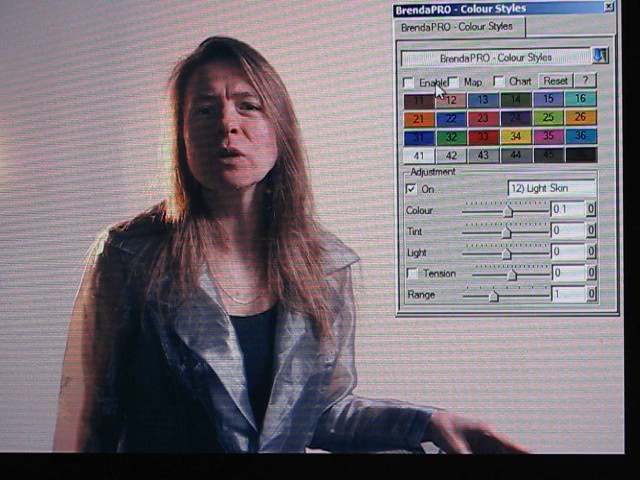 BrendaPRO - Colour Styles
BrendaPRO - Colour Styles
BrendaPRO - Colour Styles
Enable Map Chart Reset ?
11 12 13 14 15 16
21 22 23 24 25 26
31 32 33 34 35 36
41 42 43 44 45
Adjustment
On 12) Light Skin
Colour 0.1 0
Tint 0 0
Light 0 0
Tension 0 0
Range 1 0